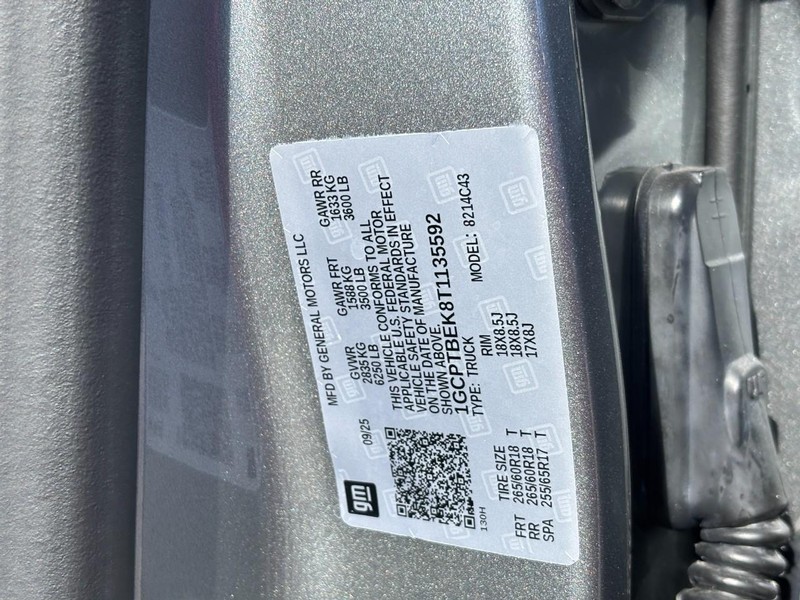 gm
MFD BY GENERAL MOTORS LLC
09/25
GVWR GAWR FRT GAWR RR
2835 KG 1588 KG 1633 KG
6250 LB 3500 LB 3600 LB
THIS VEHICLE CONFORMS TO ALL
APPLICABLE U.S. FEDERAL MOTOR
VEHICLE SAFETY STANDARDS IN EFFECT
ON THE DATE OF MANUFACTURE
SHOWN ABOVE.
1GCPTBEK8T1135592
TYPE: TRUCK MODEL: 8214C43
130H
TIRE SIZE RIM
FRT 265/60R18 T 18X8.5J
RR 265/60R18 T 18X8.5J
SPA 255/65R17 T 17X8J